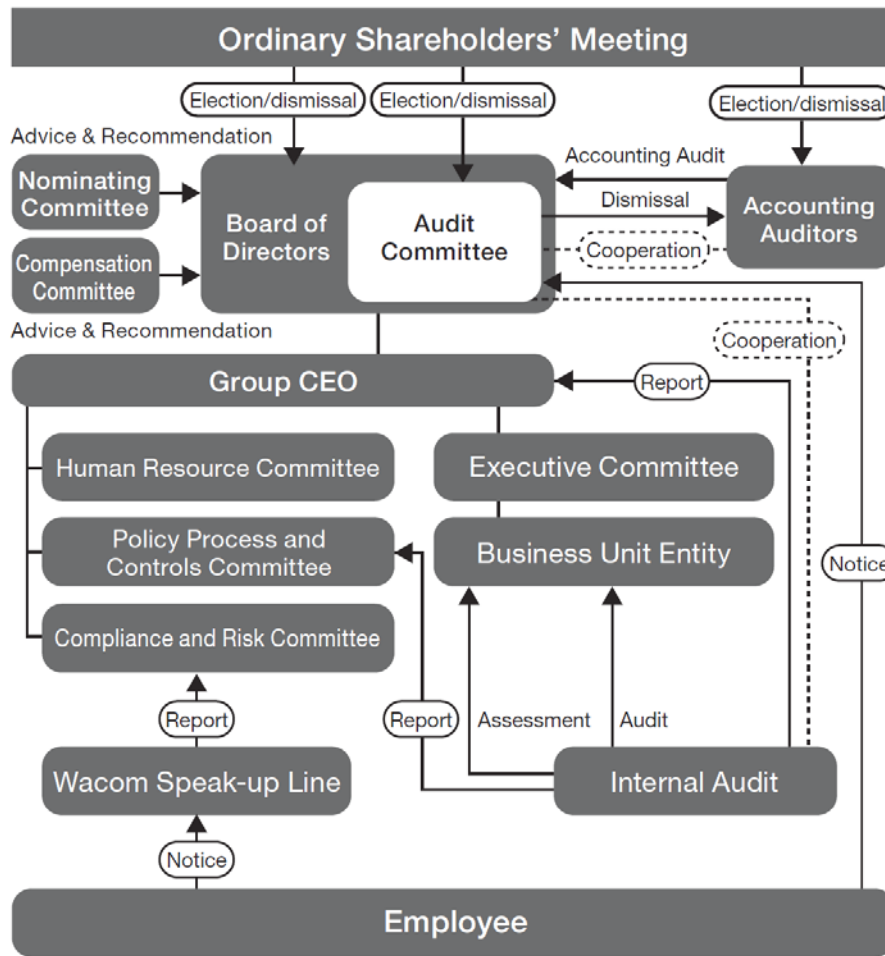 Ordinary Shareholders’ Meeting
Election/dismissal
Election/dismissal
Election/dismissal
Advice & Recommendation
Nominating
Committee
Compensation
Committee
Advice & Recommendation
Board of
Directors
Audit
Committee
Accounting Audit
Dismissal
Cooperation
Accounting
Auditors
Cooperation
Group CEO
Report
Human Resource Committee
Executive Committee
Policy Process and
Controls Committee
Business Unit Entity
Notice
Compliance and Risk Committee
Report
Report
Assessment
Audit
Wacom Speak-up Line
Internal Audit
Notice
Employee